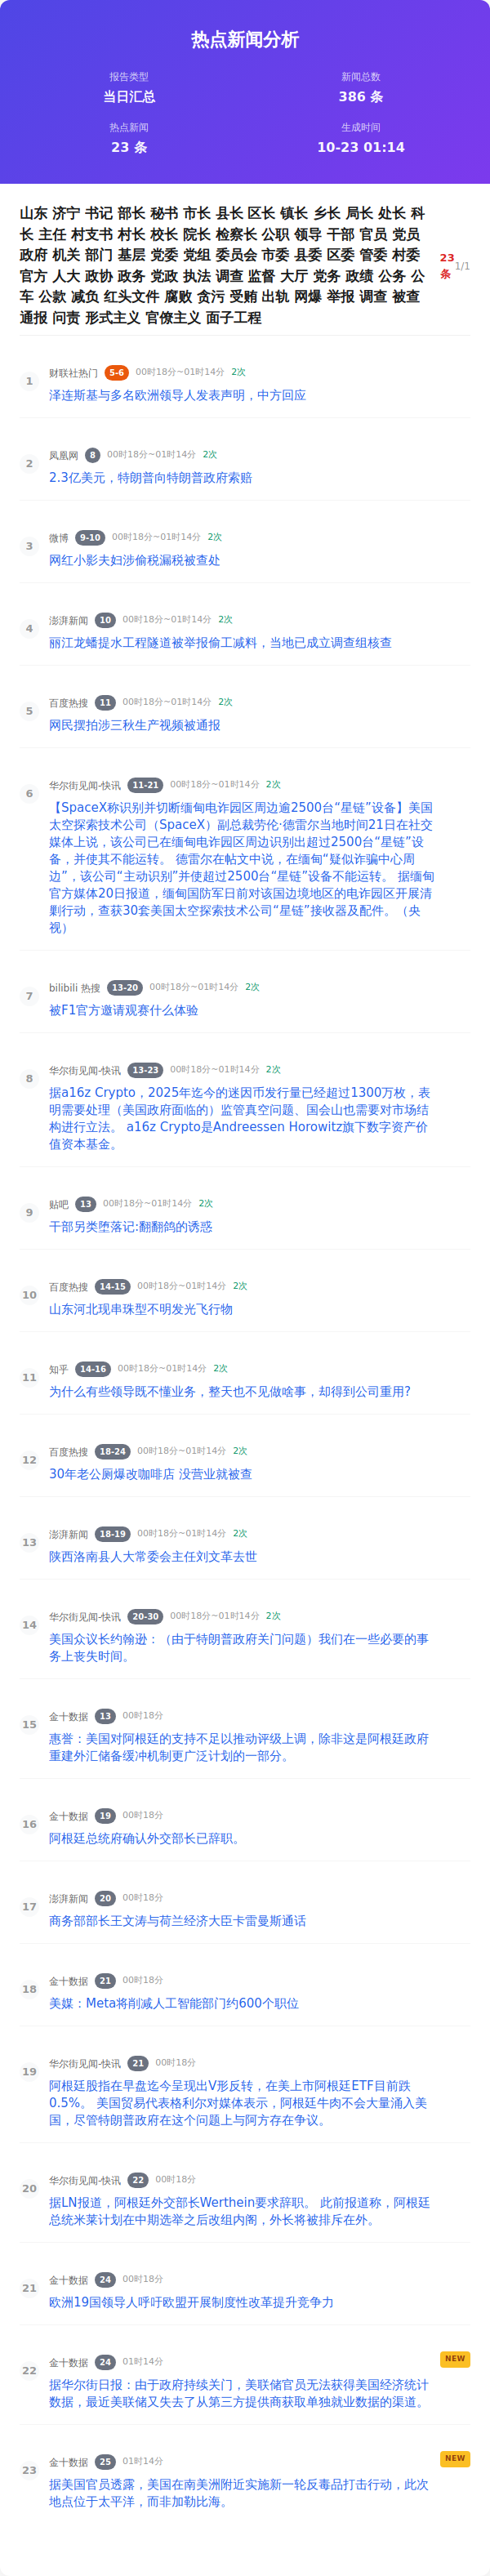 热点新闻分析
报告类型
当日汇总
新闻总数
386 条
热点新闻
23 条
生成时间
10-23 01:14
山东 济宁 书记 部长 秘书 市长 县长 区长 镇长 乡长 局长 处长 科
长 主任 村支书 村长 校长 院长 检察长 公职 领导 干部 官员 党员
政府 机关 部门 基层 党委 党组 委员会 市委 县委 区委 管委 村委
官方 人大 政协 政务 党政 执法 调查 监督 大厅 党务 政绩 公务 公
车 公款 减负 红头文件 腐败 贪污 受贿 出轨 网爆 举报 调查 被查
通报 问责 形式主义 官僚主义 面子工程
23
条
1/1
1
财联社热门 5-6 00时18分~01时14分 2次
泽连斯基与多名欧洲领导人发表声明，中方回应
2
凤凰网 8 00时18分~01时14分 2次
2.3亿美元，特朗普向特朗普政府索赔
3
微博 9-10 00时18分~01时14分 2次
网红小影夫妇涉偷税漏税被查处
4
澎湃新闻 10 00时18分~01时14分 2次
丽江龙蟠提水工程隧道被举报偷工减料，当地已成立调查组核查
5
百度热搜 11 00时18分~01时14分 2次
网民摆拍涉三秋生产视频被通报
6
华尔街见闻-快讯 11-21 00时18分~01时14分 2次
【SpaceX称识别并切断缅甸电诈园区周边逾2500台“星链”设备】美国
太空探索技术公司（SpaceX）副总裁劳伦·德雷尔当地时间21日在社交
媒体上说，该公司已在缅甸电诈园区周边识别出超过2500台“星链”设
备，并使其不能运转。 德雷尔在帖文中说，在缅甸“疑似诈骗中心周
边”，该公司“主动识别”并使超过2500台“星链”设备不能运转。 据缅甸
官方媒体20日报道，缅甸国防军日前对该国边境地区的电诈园区开展清
剿行动，查获30套美国太空探索技术公司“星链”接收器及配件。（央
视）
7
bilibili 热搜 13-20 00时18分~01时14分 2次
被F1官方邀请观赛什么体验
8
华尔街见闻-快讯 13-23 00时18分~01时14分 2次
据a16z Crypto，2025年迄今的迷因币发行量已经超过1300万枚，表
明需要处理（美国政府面临的）监管真空问题、国会山也需要对市场结
构进行立法。 a16z Crypto是Andreessen Horowitz旗下数字资产价
值资本基金。
9
贴吧 13 00时18分~01时14分 2次
干部另类堕落记:翻翻鸽的诱惑
10
百度热搜 14-15 00时18分~01时14分 2次
山东河北现串珠型不明发光飞行物
11
知乎 14-16 00时18分~01时14分 2次
为什么有些领导既不懂业务，整天也不见做啥事，却得到公司重用?
12
百度热搜 18-24 00时18分~01时14分 2次
30年老公厕爆改咖啡店 没营业就被查
13
澎湃新闻 18-19 00时18分~01时14分 2次
陕西洛南县人大常委会主任刘文革去世
14
华尔街见闻-快讯 20-30 00时18分~01时14分 2次
美国众议长约翰逊：（由于特朗普政府关门问题）我们在一些必要的事
务上丧失时间。
15
金十数据 13 00时18分
惠誉：美国对阿根廷的支持不足以推动评级上调，除非这是阿根廷政府
重建外汇储备缓冲机制更广泛计划的一部分。
16
金十数据 19 00时18分
阿根廷总统府确认外交部长已辞职。
17
澎湃新闻 20 00时18分
商务部部长王文涛与荷兰经济大臣卡雷曼斯通话
18
金十数据 21 00时18分
美媒：Meta将削减人工智能部门约600个职位
19
华尔街见闻-快讯 21 00时18分
阿根廷股指在早盘迄今呈现出V形反转，在美上市阿根廷ETF目前跌
0.5%。 美国贸易代表格利尔对媒体表示，阿根廷牛肉不会大量涌入美
国，尽管特朗普政府在这个问题上与阿方存在争议。
20
华尔街见闻-快讯 22 00时18分
据LN报道，阿根廷外交部长Werthein要求辞职。 此前报道称，阿根廷
总统米莱计划在中期选举之后改组内阁，外长将被排斥在外。
21
金十数据 24 00时18分
欧洲19国领导人呼吁欧盟开展制度性改革提升竞争力
22
金十数据 24 01时14分
NEW
据华尔街日报：由于政府持续关门，美联储官员无法获得美国经济统计
数据，最近美联储又失去了从第三方提供商获取单独就业数据的渠道。
23
金十数据 25 01时14分
NEW
据美国官员透露，美国在南美洲附近实施新一轮反毒品打击行动，此次
地点位于太平洋，而非加勒比海。